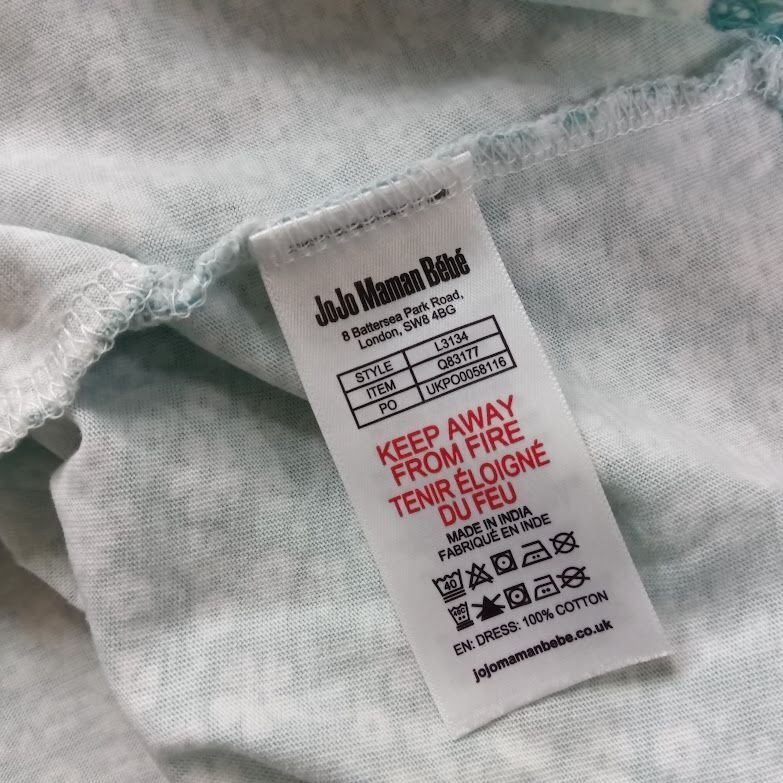 JoJo Maman Bébé
8 Battersea Park Road,
London, SW8 4BG
STYLE L3134
ITEM Q83177
PO UKPO0058116
KEEP AWAY
FROM FIRE
TENIR ÉLOIGNÉ
DU FEU
MADE IN INDIA
FABRIQUÉ EN INDE
40
40C
EN: DRESS: 100% COTTON
jojomamanbebe.co.uk